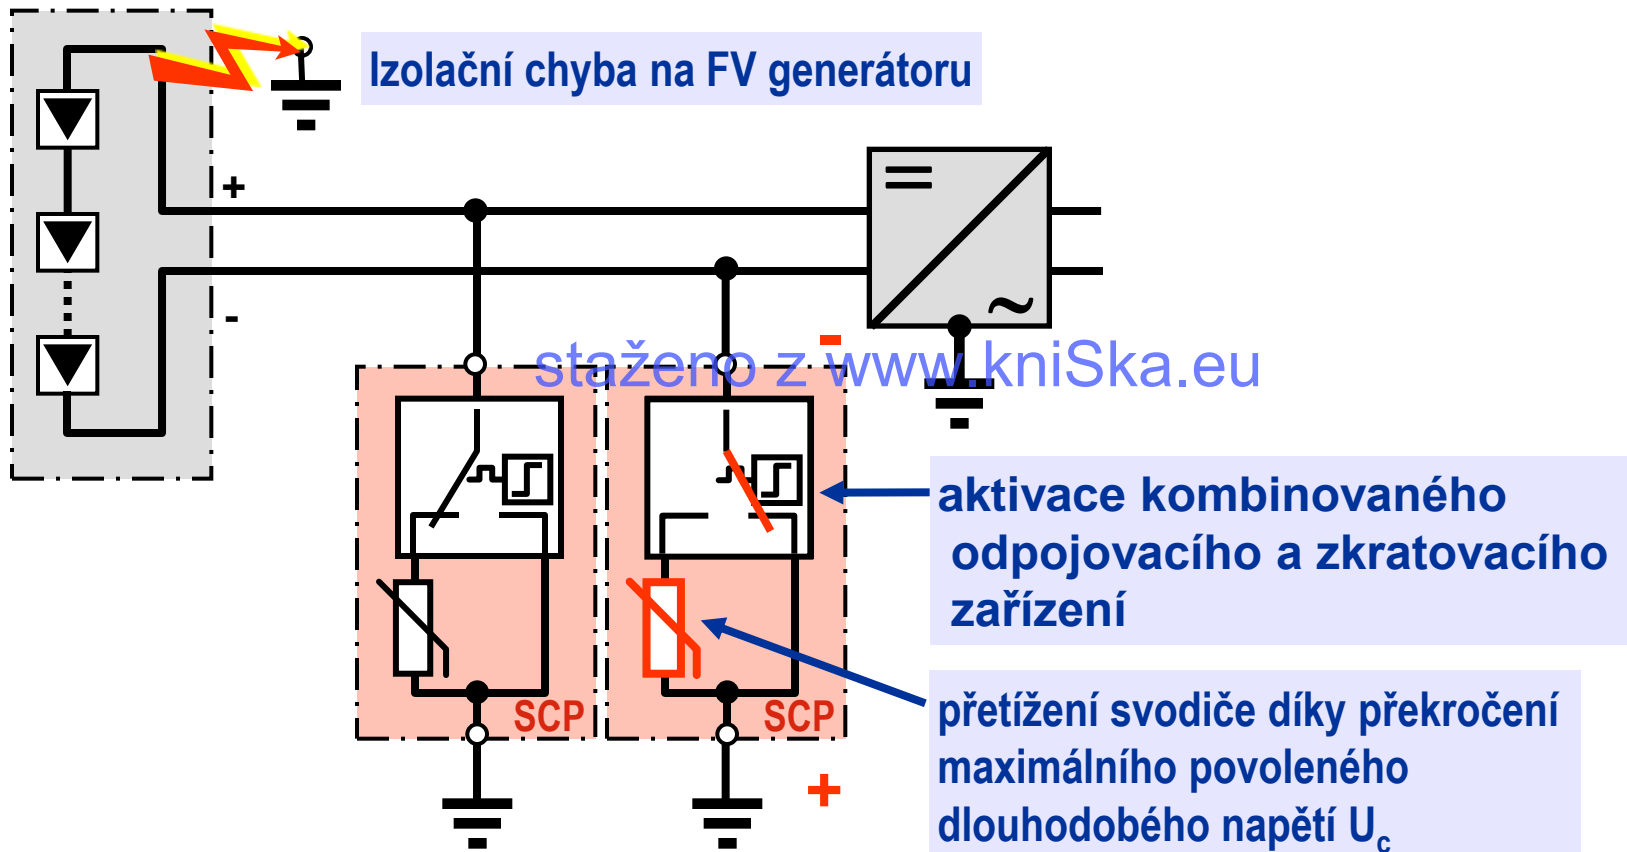 Izolační chyba na FV generátoru
+
-
-
staženo z www.kniSka.eu
aktivace kombinovaného
odpojovacího a zkratovacího
zařízení
SCP
SCP
přetížení svodiče díky překročení
maximálního povoleného
dlouhodobého napětí Uc
+